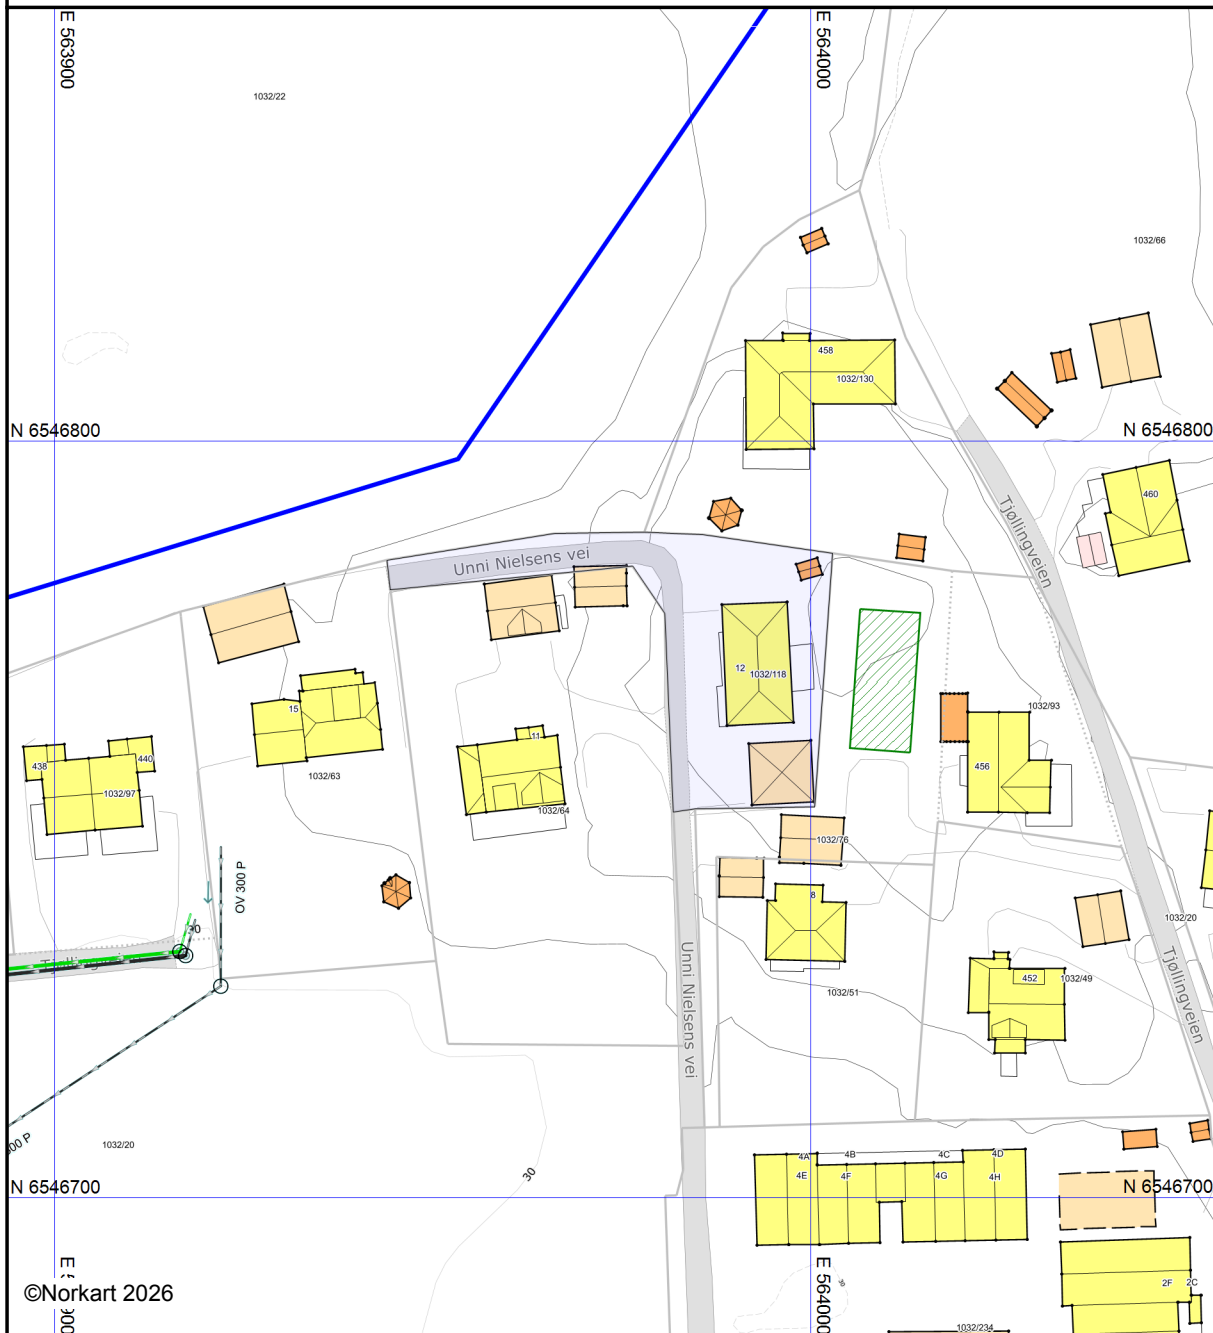 E 563900
E 564000
1032/22
1032/66
458
1032/130
N 6546800
N 6546800
460
Tjøllingveien
Unni Nielsens vei
12
1032/118
15
1032/93
11
438
440
456
1032/63
1032/97
1032/64
1032/76
OV 300 P
8
1032/20
30
Unni Nielsens vei
Tjøllingveien
452
1032/49
1032/51
00 P
1032/20
30
4A
4B
4C
4D
4E
4F
4G
4H
N 6546700
N 6546700
E 564000
©Norkart 2026
30
2F
2C
1032/234